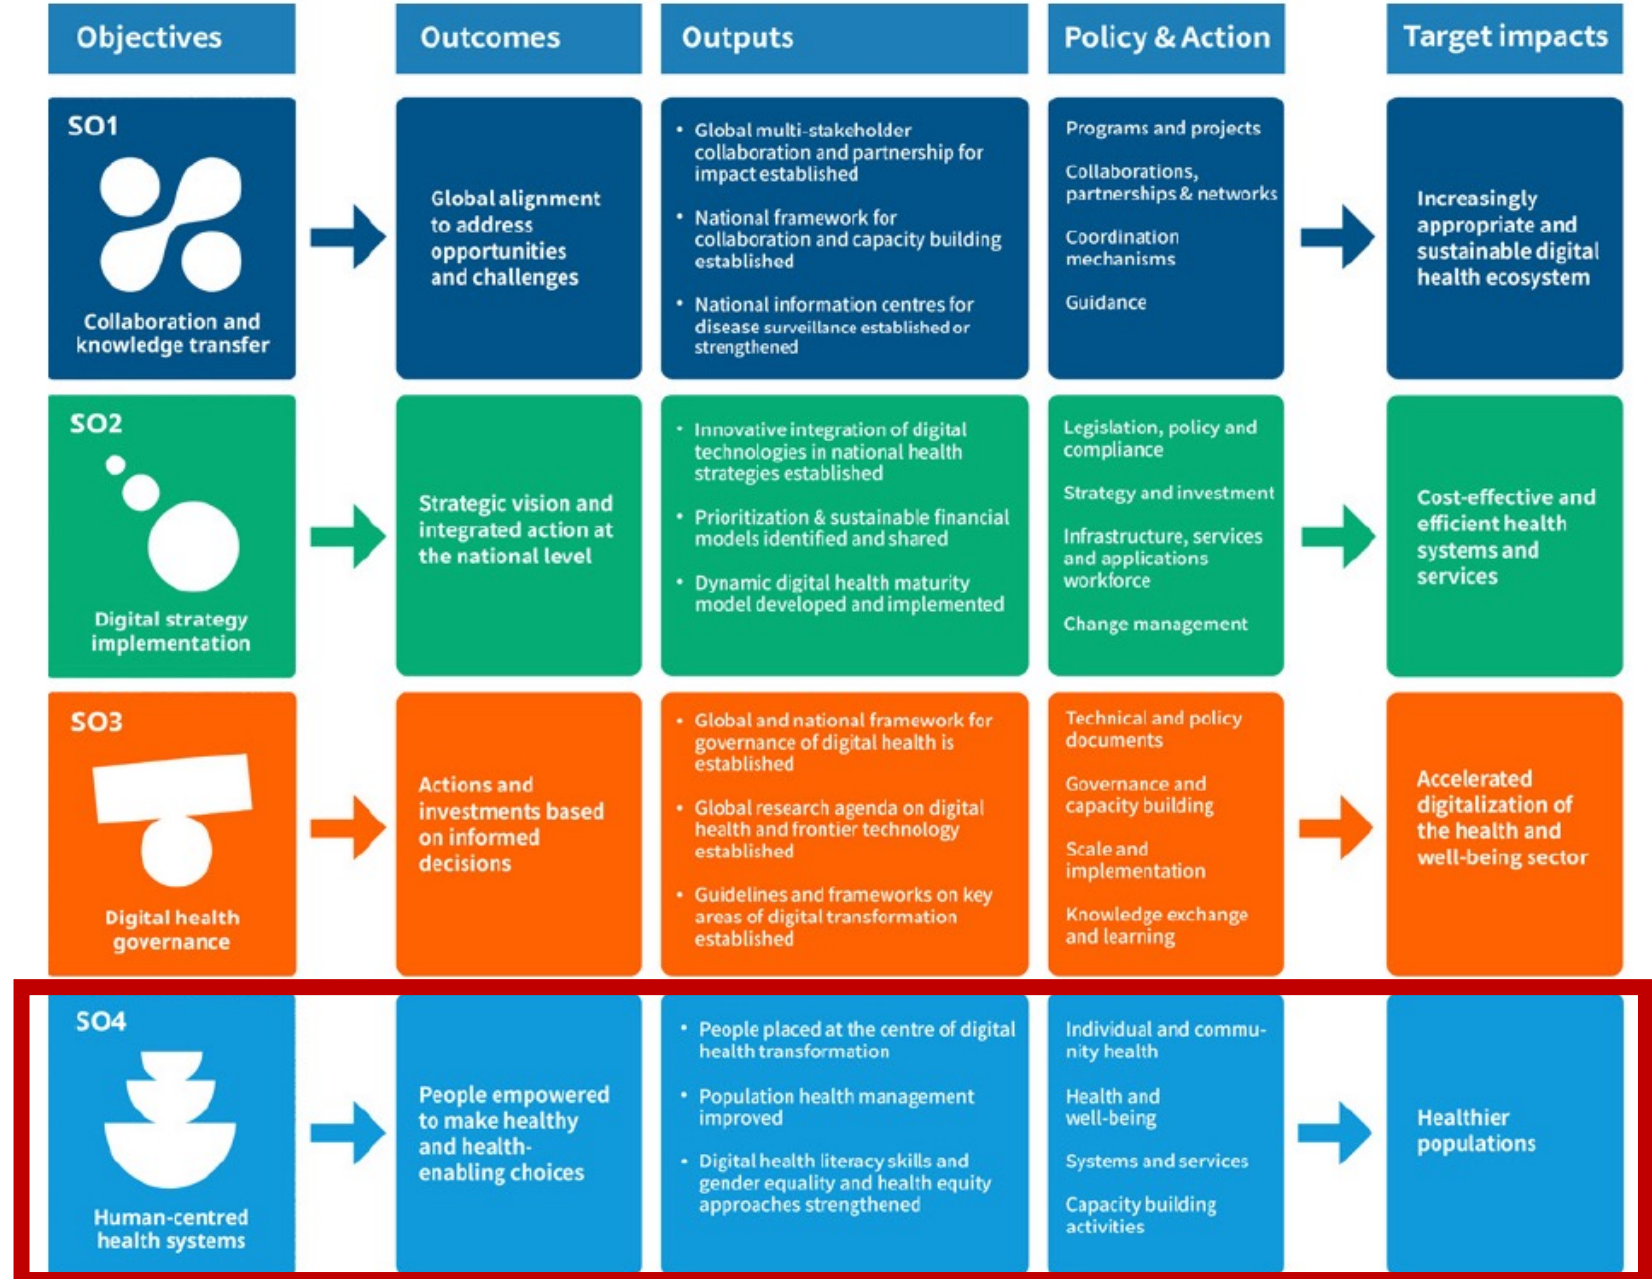 Objectives
Outcomes
Outputs
Policy & Action
Target impacts
SO1
Collaboration and
knowledge transfer
Global alignment
to address
opportunities
and challenges
• Global multi-stakeholder
collaboration and partnership for
impact established
• National framework for
collaboration and capacity building
established
• National information centres for
disease surveillance established or
strengthened
Programs and projects
Collaborations,
partnerships & networks
Coordination
mechanisms
Guidance
Increasingly
appropriate and
sustainable digital
health ecosystem
SO2
Digital strategy
implementation
Strategic vision and
integrated action at
the national level
• Innovative integration of digital
technologies in national health
strategies established
• Prioritization & sustainable financial
models identified and shared
• Dynamic digital health maturity
model developed and implemented
Legislation, policy and
compliance
Strategy and investment
Infrastructure, services
and applications
workforce
Change management
Cost-effective and
efficient health
systems and
services
SO3
Digital health
governance
Actions and
investments based
on informed
decisions
• Global and national framework for
governance of digital health is
established
• Global research agenda on digital
health and frontier technology
established
• Guidelines and frameworks on key
areas of digital transformation
established
Technical and policy
documents
Governance and
capacity building
Scale and
implementation
Knowledge exchange
and learning
Accelerated
digitalization of
the health and
well-being sector
SO4
Human-centred
health systems
People empowered
to make healthy
and health-
enabling choices
• People placed at the centre of digital
health transformation
• Population health management
improved
• Digital health literacy skills and
gender equality and health equity
approaches strengthened
Individual and commu-
nity health
Health and
well-being
Systems and services
Capacity building
activities
Healthier
populations